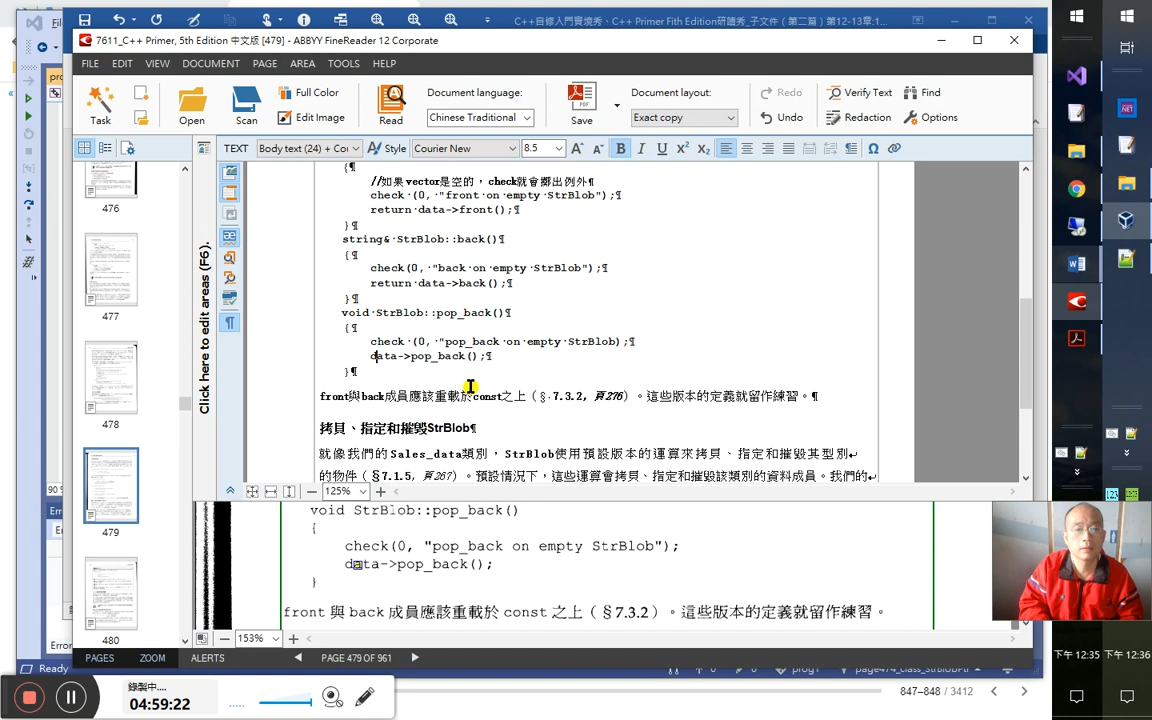 C++自修入門實境秀、C++ Primer Fith Edition研讀秀_子文件（第二篇）第12-13章:1...
7611_C++ Primer, 5th Edition 中文版 [479] - ABBYY FineReader 12 Corporate
FILE EDIT VIEW DOCUMENT PAGE AREA TOOLS HELP
Task Open Scan Full Color Edit Image Read Document language: Chinese Traditional Save Document layout: Exact copy Redo Undo Verify Text Redaction Find Options
TEXT Body text (24) + Co Style Courier New 8.5 B I U
{¶
//如果vector是空的，check就會擲出例外¶
check·(0,·"front·on·empty·StrBlob");¶
return·data->front();¶
}¶
string&·StrBlob::back()¶
{¶
check(0,·"back·on·empty·StrBlob");¶
return·data->back();¶
}¶
void·StrBlob::pop_back()¶
{¶
check·(0,·"pop_back·on·empty·StrBlob);¶
data->pop_back();¶
}¶
front與back成員應該重載於const之上（§·7.3.2，頁276）。這些版本的定義就留作練習。¶
拷貝、指定和摧毀StrBlob¶
就像我們的Sales_data類別，StrBlob使用預設版本的運算來拷貝、指定和摧毀其型別↵
的物件（§7.1.5，頁267）。預設情況下，這些運算會拷貝、指定和摧毀該類別的資料成員。我們的↵
476
477
478
479
480
Click here to edit areas (F6).
125%
void StrBlob::pop_back()
{
check(0, "pop_back on empty StrBlob");
data->pop_back();
}
front 與 back 成員應該重載於 const 之上（§7.3.2）。這些版本的定義就留作練習。
153%
PAGES ZOOM ALERTS PAGE 479 OF 961
Ready
錄製中....
04:59:22
847–848 / 3412
下午 12:35
下午 12:36